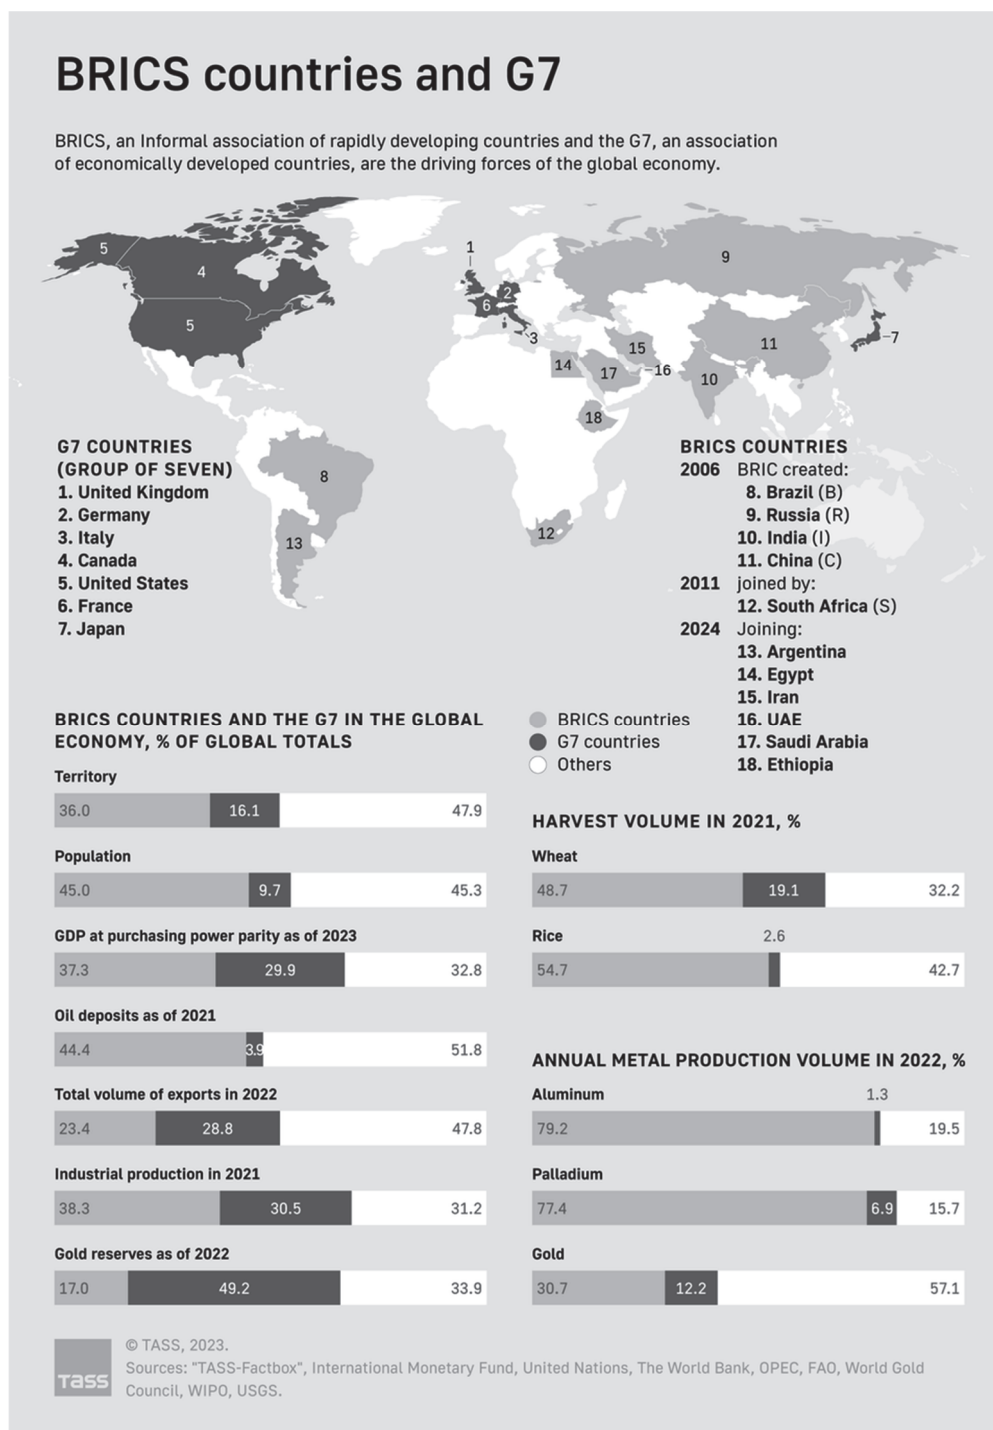 BRICS countries and G7
BRICS, an Informal association of rapidly developing countries and the G7, an association
of economically developed countries, are the driving forces of the global economy.
5
4
5
1
2
6
3
9
11
7
15
14
17
16
10
18
8
13
12
G7 COUNTRIES
(GROUP OF SEVEN)
1. United Kingdom
2. Germany
3. Italy
4. Canada
5. United States
6. France
7. Japan
BRICS COUNTRIES
2006 BRIC created:
8. Brazil (B)
9. Russia (R)
10. India (I)
11. China (C)
2011 joined by:
12. South Africa (S)
2024 Joining:
13. Argentina
14. Egypt
15. Iran
16. UAE
17. Saudi Arabia
18. Ethiopia
BRICS countries
G7 countries
Others
BRICS COUNTRIES AND THE G7 IN THE GLOBAL
ECONOMY, % OF GLOBAL TOTALS
Territory
36.0 16.1 47.9
Population
45.0 9.7 45.3
GDP at purchasing power parity as of 2023
37.3 29.9 32.8
Oil deposits as of 2021
44.4 3.9 51.8
Total volume of exports in 2022
23.4 28.8 47.8
Industrial production in 2021
38.3 30.5 31.2
Gold reserves as of 2022
17.0 49.2 33.9
HARVEST VOLUME IN 2021, %
Wheat
48.7 19.1 32.2
Rice 2.6
54.7 42.7
ANNUAL METAL PRODUCTION VOLUME IN 2022, %
Aluminum 1.3
79.2 19.5
Palladium
77.4 6.9 15.7
Gold
30.7 12.2 57.1
TASS
© TASS, 2023.
Sources: "TASS-Factbox", International Monetary Fund, United Nations, The World Bank, OPEC, FAO, World Gold
Council, WIPO, USGS.